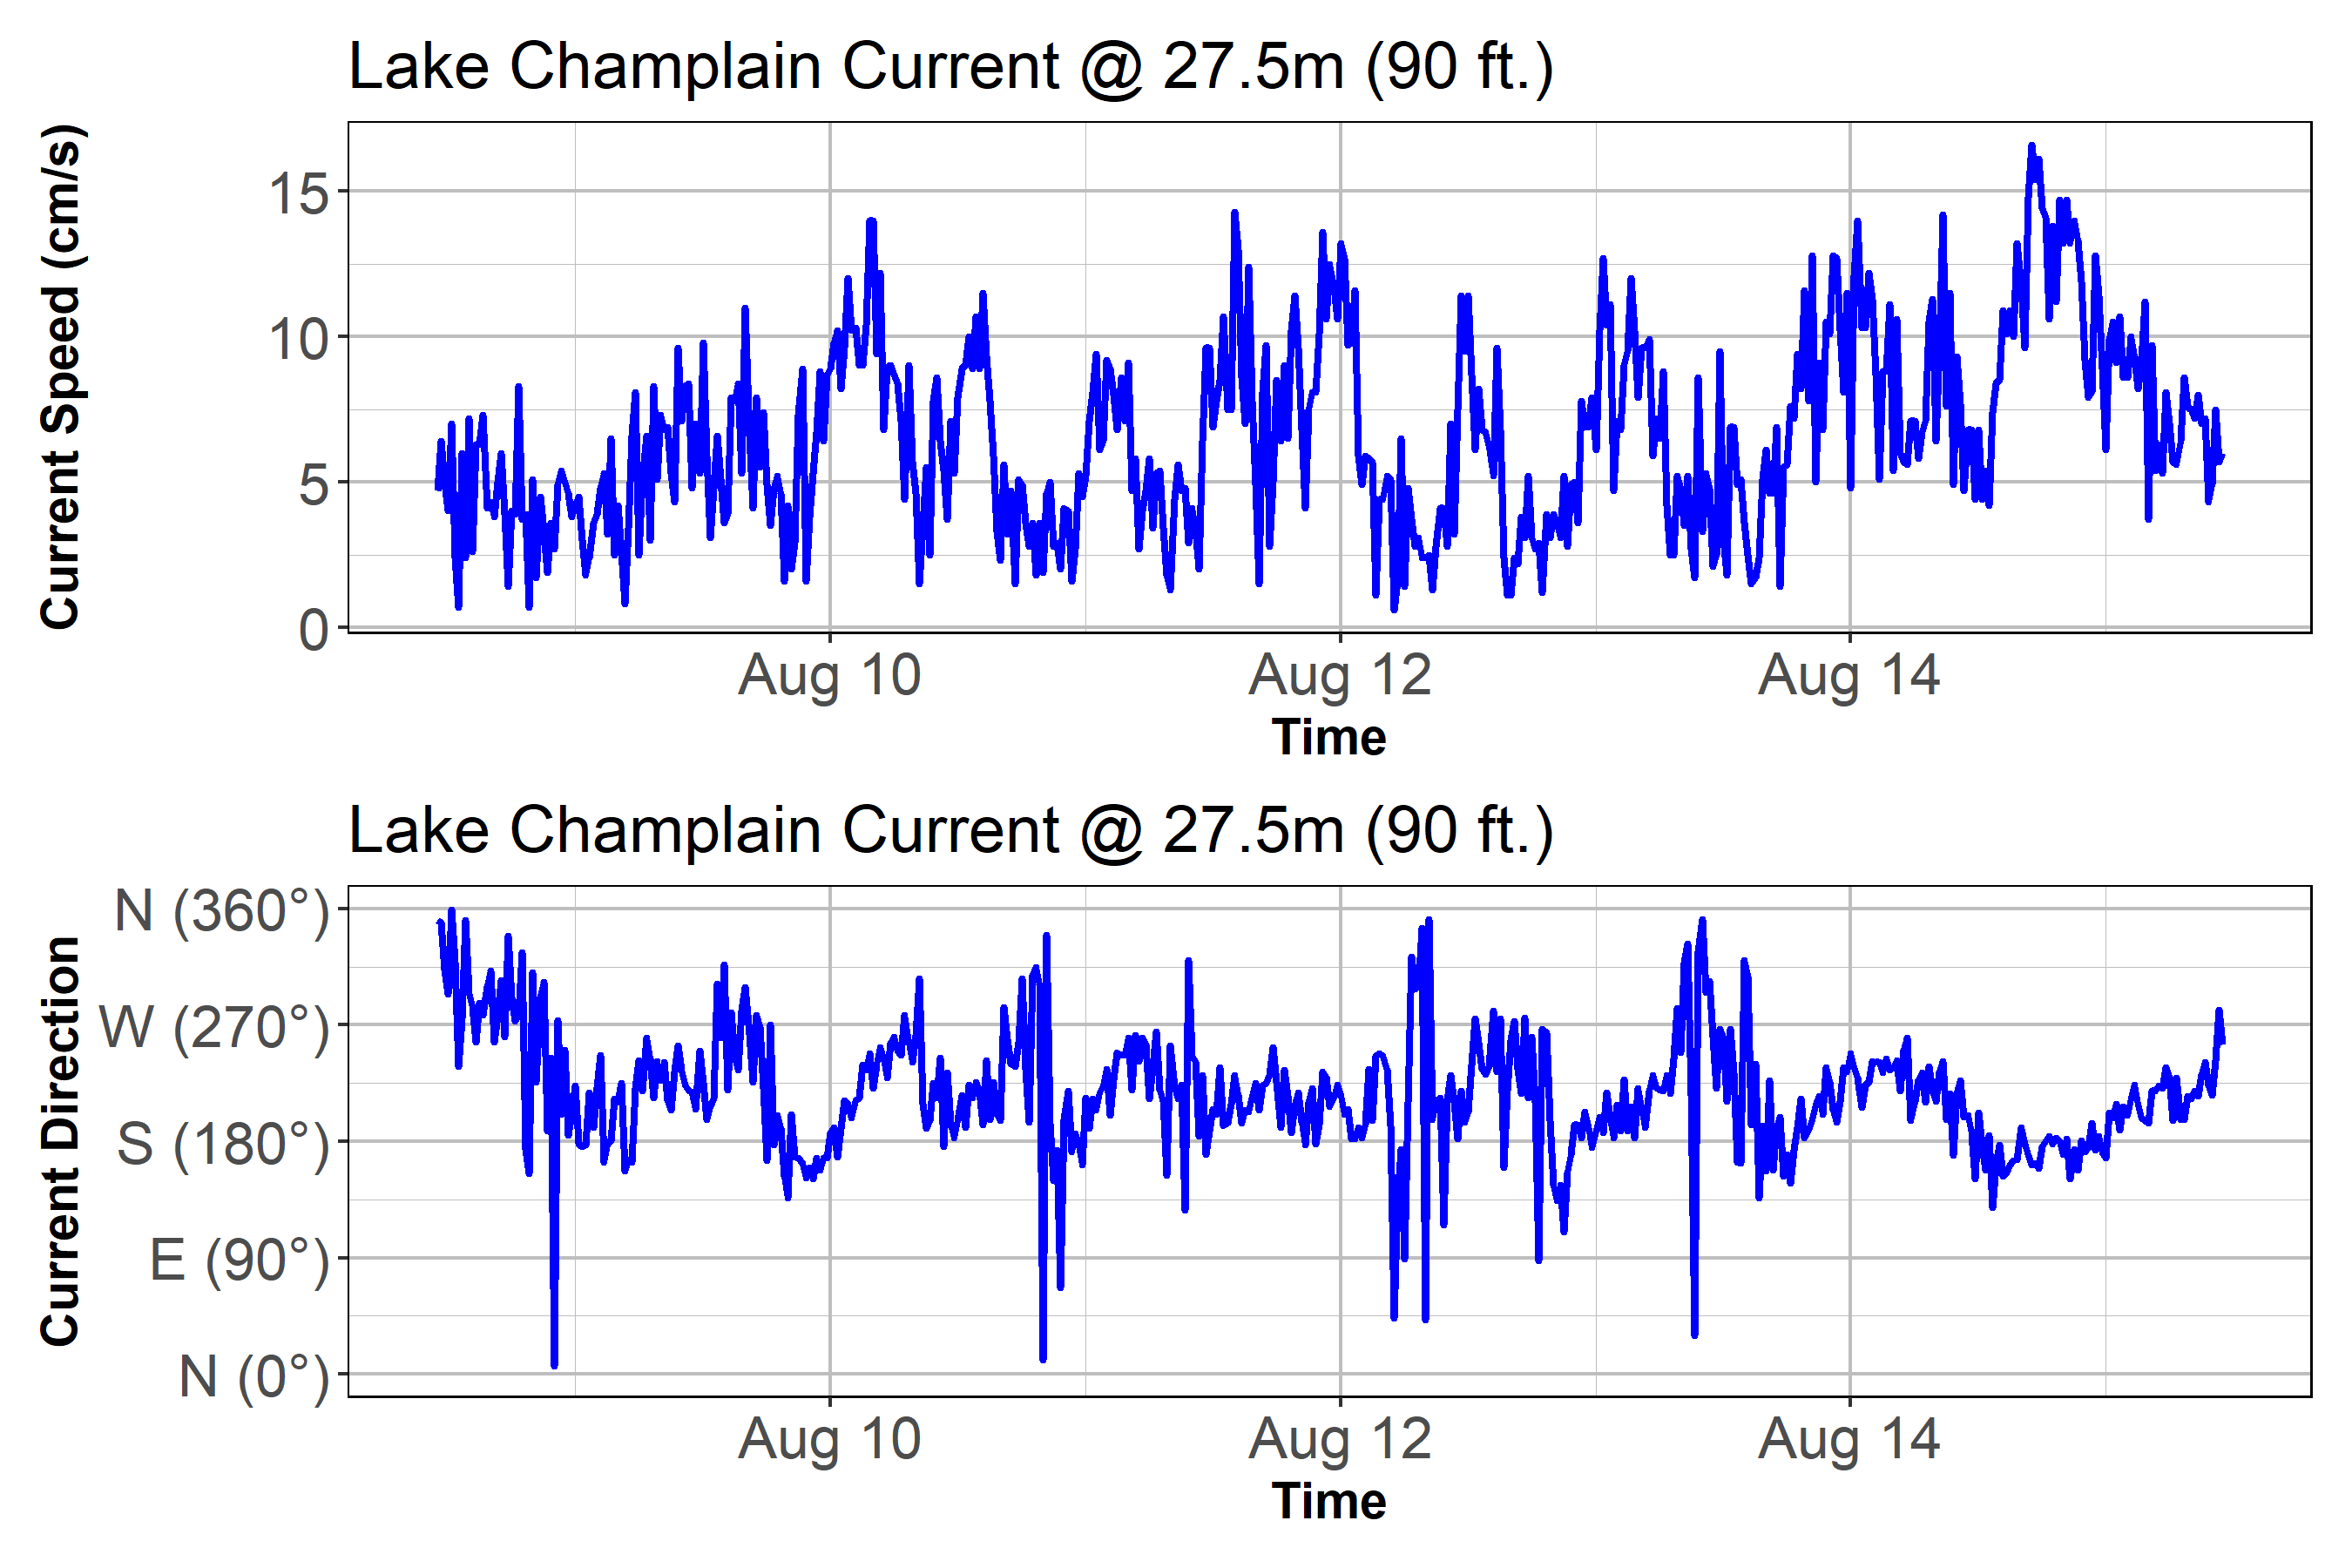 Lake Champlain Current @ 27.5m (90 ft.)
Current Speed (cm/s)
15
10
5
0
Aug 10 Aug 12 Aug 14
Time
Lake Champlain Current @ 27.5m (90 ft.)
Current Direction
N (360°)
W (270°)
S (180°)
E (90°)
N (0°)
Aug 10 Aug 12 Aug 14
Time